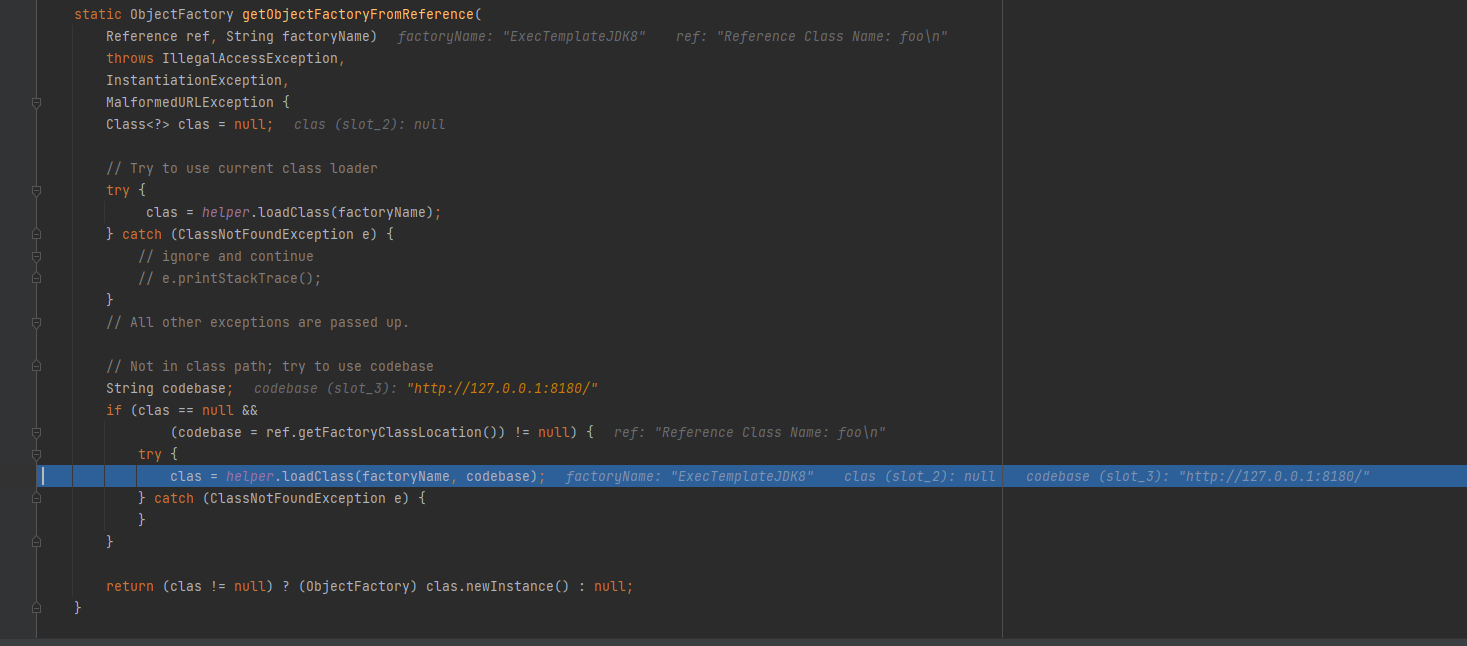 static ObjectFactory getObjectFactoryFromReference(
Reference ref, String factoryName) factoryName: "ExecTemplateJDK8" ref: "Reference Class Name: foo\n"
throws IllegalAccessException,
InstantiationException,
MalformedURLException {
Class<?> clas = null; clas (slot_2): null
// Try to use current class loader
try {
clas = helper.loadClass(factoryName);
} catch (ClassNotFoundException e) {
// ignore and continue
// e.printStackTrace();
}
// All other exceptions are passed up.
// Not in class path; try to use codebase
String codebase; codebase (slot_3): "http://127.0.0.1:8180/"
if (clas == null &&
(codebase = ref.getFactoryClassLocation()) != null) { ref: "Reference Class Name: foo\n"
try {
clas = helper.loadClass(factoryName, codebase); factoryName: "ExecTemplateJDK8" clas (slot_2): null codebase (slot_3): "http://127.0.0.1:8180/"
} catch (ClassNotFoundException e) {
}
}
return (clas != null) ? (ObjectFactory) clas.newInstance() : null;
}